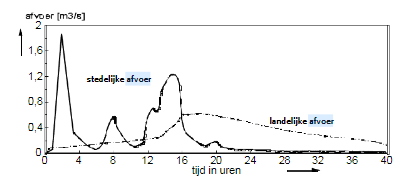 afvoer [m3/s]
2
1,6
1,2
0,8
0,4
0
stedelijke afvoer
landelijke afvoer
0 4 8 12 16 20 24 28 32 36 40
tijd in uren